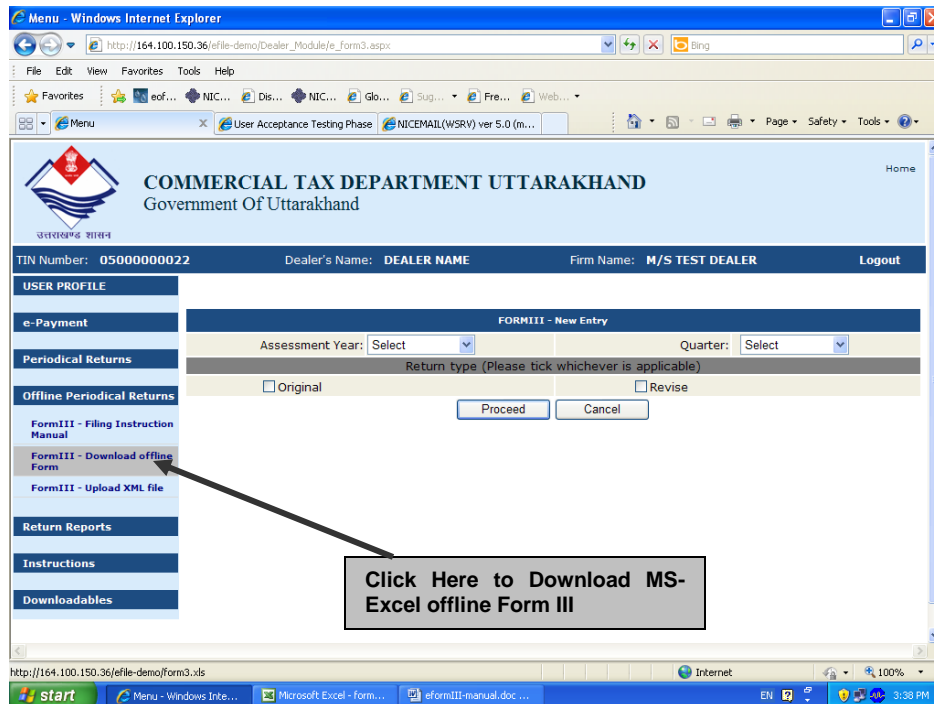 Menu - Windows Internet Explorer
http://164.100.150.36/efile-demo/Dealer_Module/e_form3.aspx
Bing
File Edit View Favorites Tools Help
Favorites eof... NIC... Dis... NIC... Glo... Sug... Fre... Web...
Menu X User Acceptance Testing Phase NICEMAIL(WSRV) ver 5.0 (m... Page Safety Tools
Home
COMMERCIAL TAX DEPARTMENT UTTARAKHAND
Government Of Uttarakhand
उत्तराखण्ड शासन
TIN Number: 05000000022 Dealer's Name: DEALER NAME Firm Name: M/S TEST DEALER Logout
USER PROFILE
e-Payment
Periodical Returns
Offline Periodical Returns
FormIII - Filing Instruction
Manual
FormIII - Download offline
Form
FormIII - Upload XML file
Return Reports
Instructions
Downloadables
FORMIII - New Entry
Assessment Year: Select Quarter: Select
Return type (Please tick whichever is applicable)
Original Revise
Proceed Cancel
Click Here to Download MS-
Excel offline Form III
http://164.100.150.36/efile-demo/form3.xls Internet 100%
start Menu - Windows Inte... Microsoft Excel - form... eformIII-manual.doc ... EN 3:38 PM